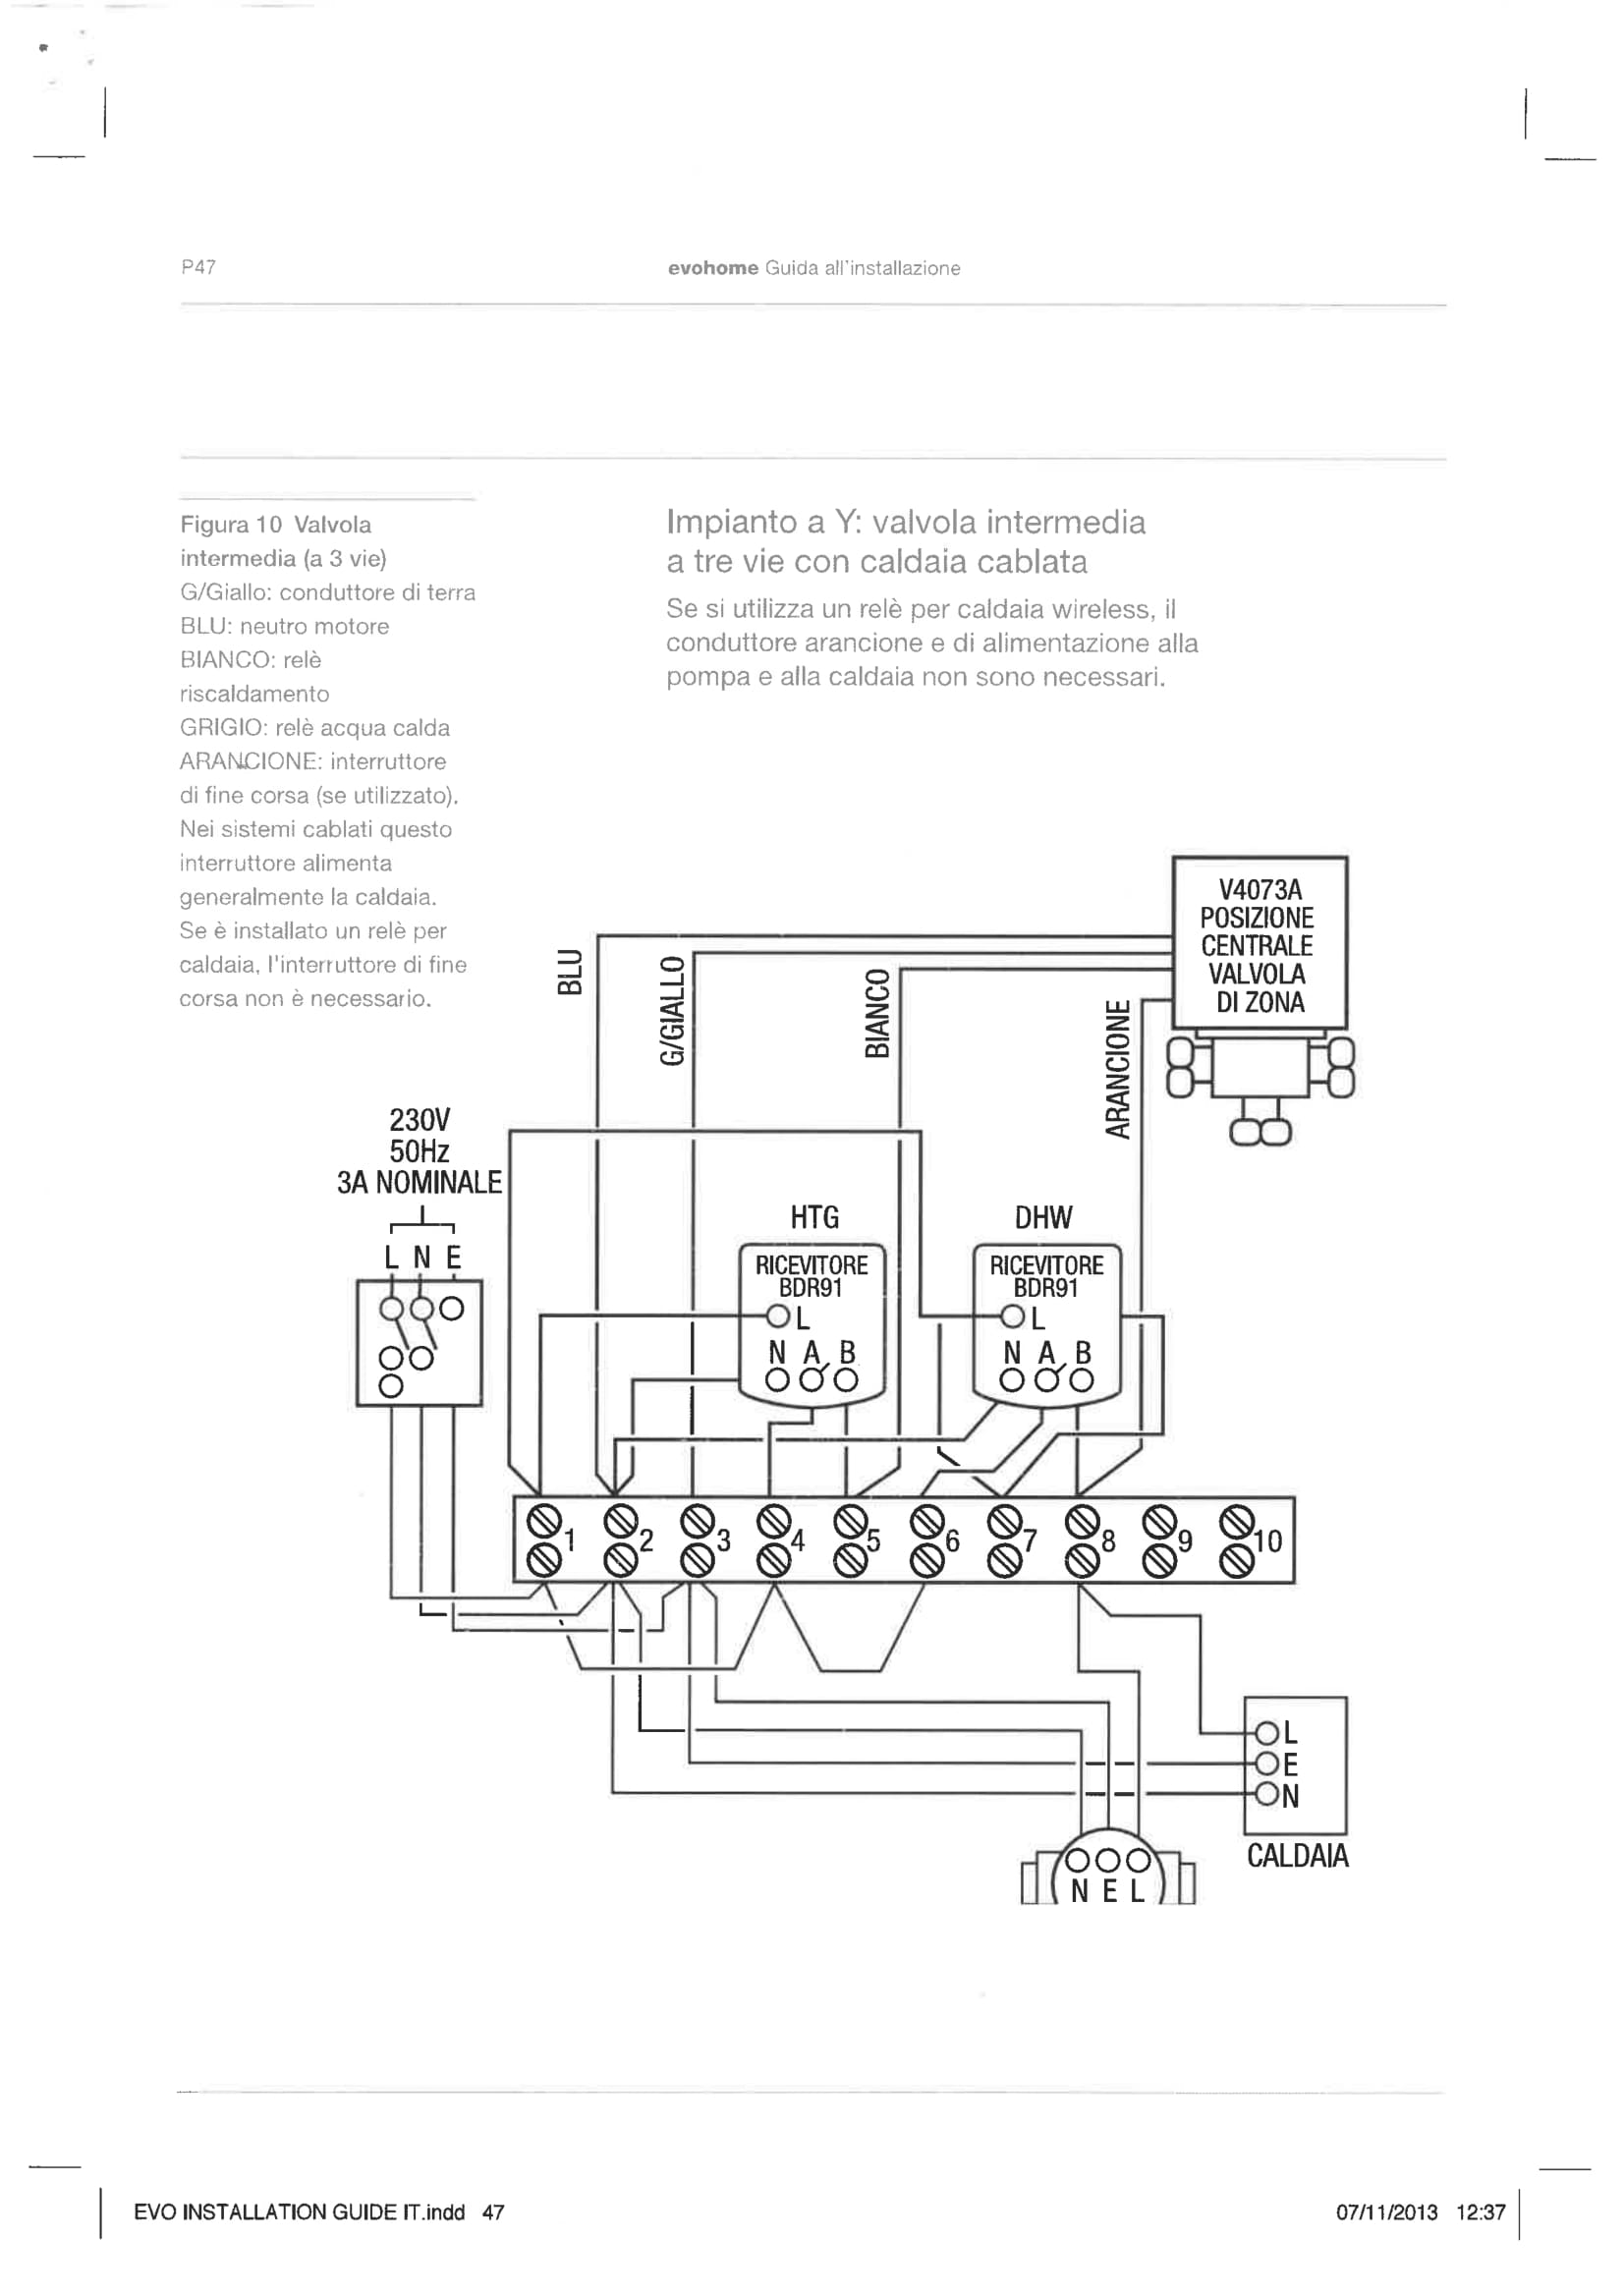 P47
evohome Guida all'installazione
Figura 10 Valvola
intermedia (a 3 vie)
G/Giallo: conduttore di terra
BLU: neutro motore
BIANCO: relè
riscaldamento
GRIGIO: relè acqua calda
ARANCIONE: interruttore
di fine corsa (se utilizzato).
Nei sistemi cablati questo
interruttore alimenta
generalmente la caldaia.
Se è installato un relè per
caldaia, l'interruttore di fine
corsa non è necessario.
Impianto a Y: valvola intermedia
a tre vie con caldaia cablata
Se si utilizza un relè per caldaia wireless, il
conduttore arancione e di alimentazione alla
pompa e alla caldaia non sono necessari.
V4073A
POSIZIONE
CENTRALE
VALVOLA
DI ZONA
BLU
G/GIALLO
BIANCO
ARANCIONE
230V
50Hz
3A NOMINALE
L N E
HTG
RICEVITORE
BDR91
L
N A B
DHW
RICEVITORE
BDR91
L
N A B
1 2 3 4 5 6 7 8 9 10
L
E
N
CALDAIA
N E L
EVO INSTALLATION GUIDE IT.indd 47
07/11/2013 12:37